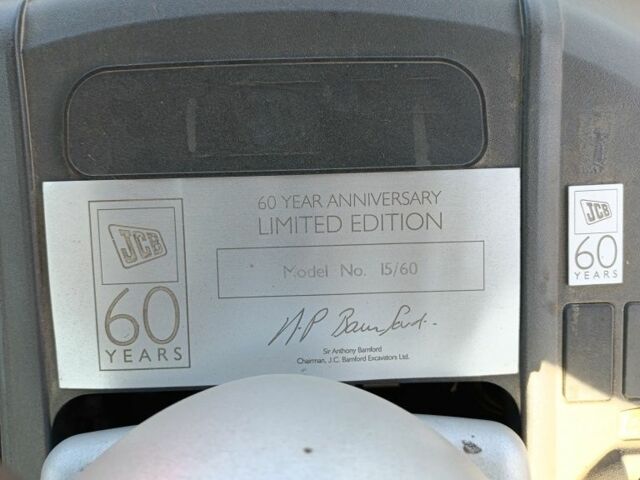 60 YEAR ANNIVERSARY
LIMITED EDITION
Model No. 15/60
JCB
60
YEARS
A.P Bamford.
Sir Anthony Bamford
Chairman, J.C. Bamford Excavators Ltd.
JCB
60
YEARS